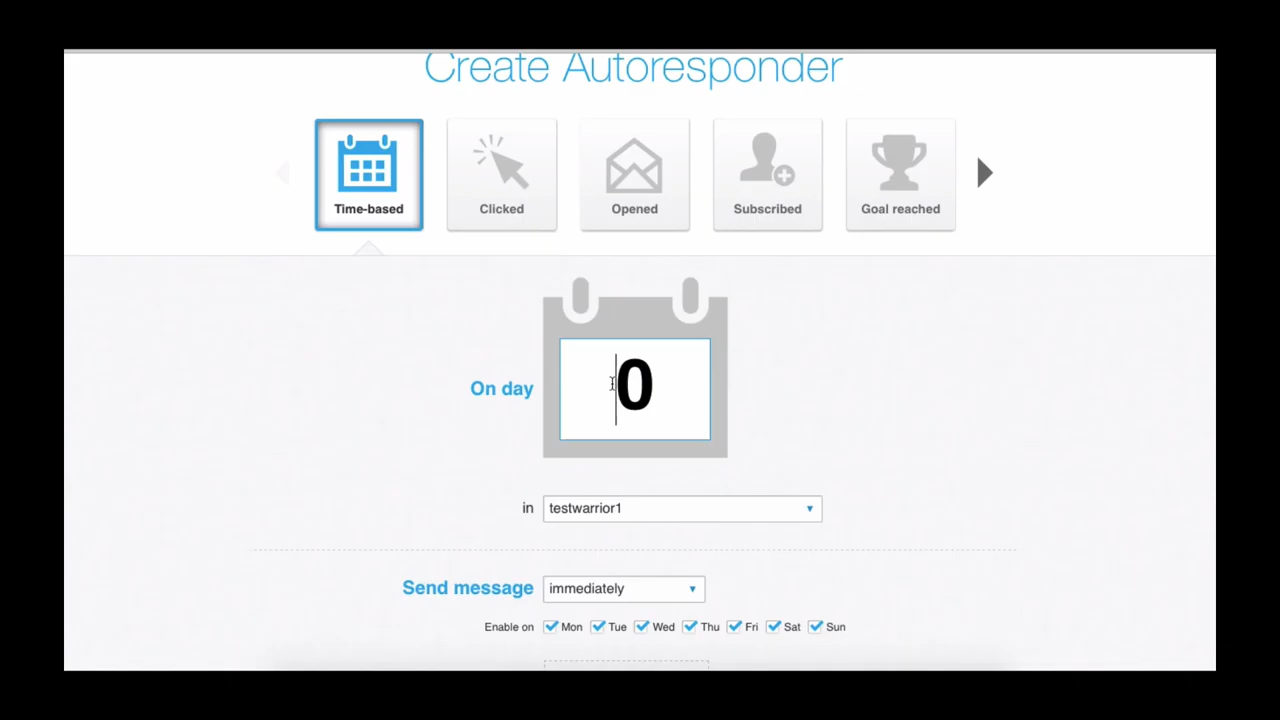 Create Autoresponder
Time-based
Clicked
Opened
Subscribed
Goal reached
On day
0
in testwarrior1
Send message immediately
Enable on Mon Tue Wed Thu Fri Sat Sun